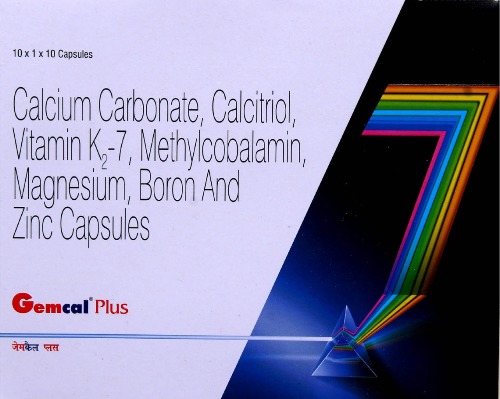 10 x 1 x 10 Capsules
Calcium Carbonate, Calcitriol,
Vitamin K2-7, Methylcobalamin,
Magnesium, Boron And
Zinc Capsules
Gemcal® Plus
जेमकैल प्लस